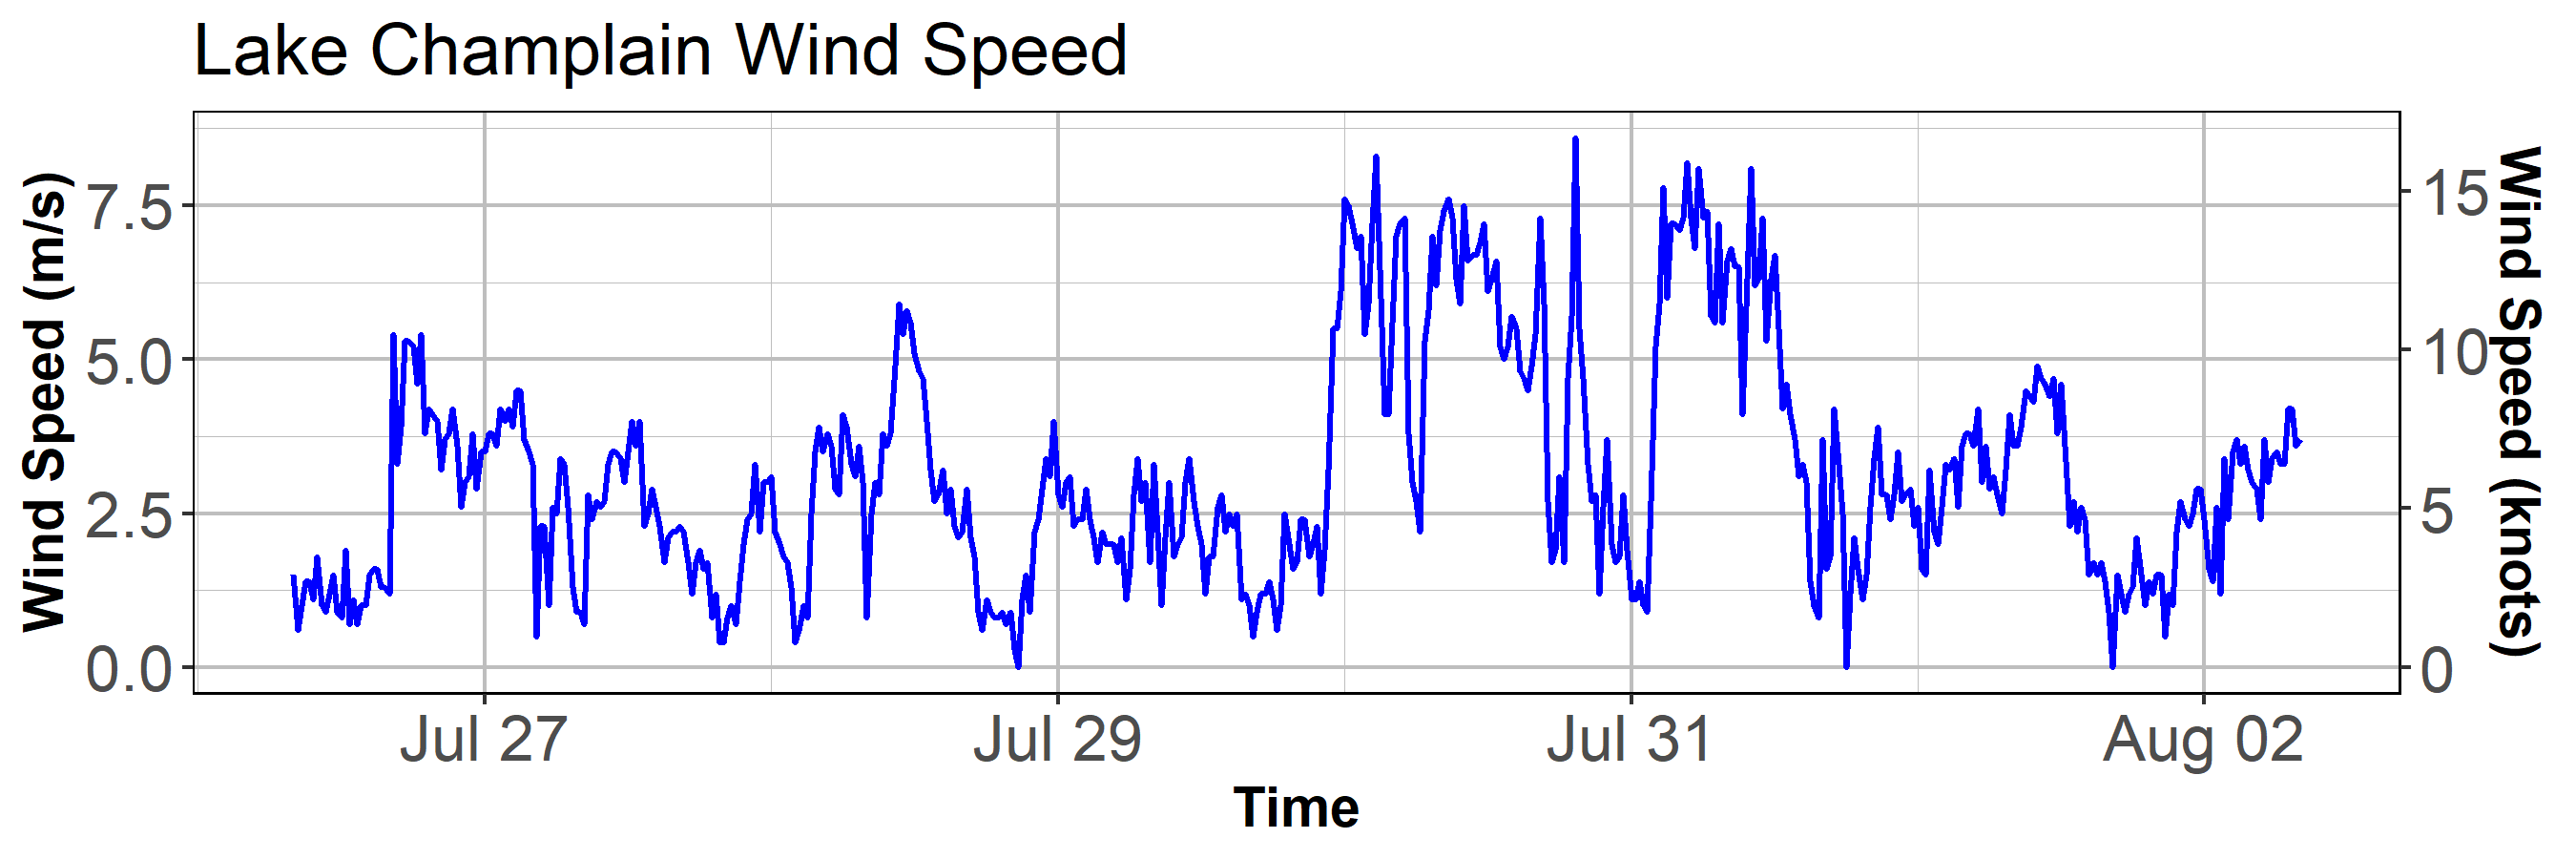 Lake Champlain Wind Speed
Wind Speed (m/s)
7.5
5.0
2.5
0.0
15
10
5
0
Wind Speed (knots)
Jul 27
Jul 29
Jul 31
Aug 02
Time